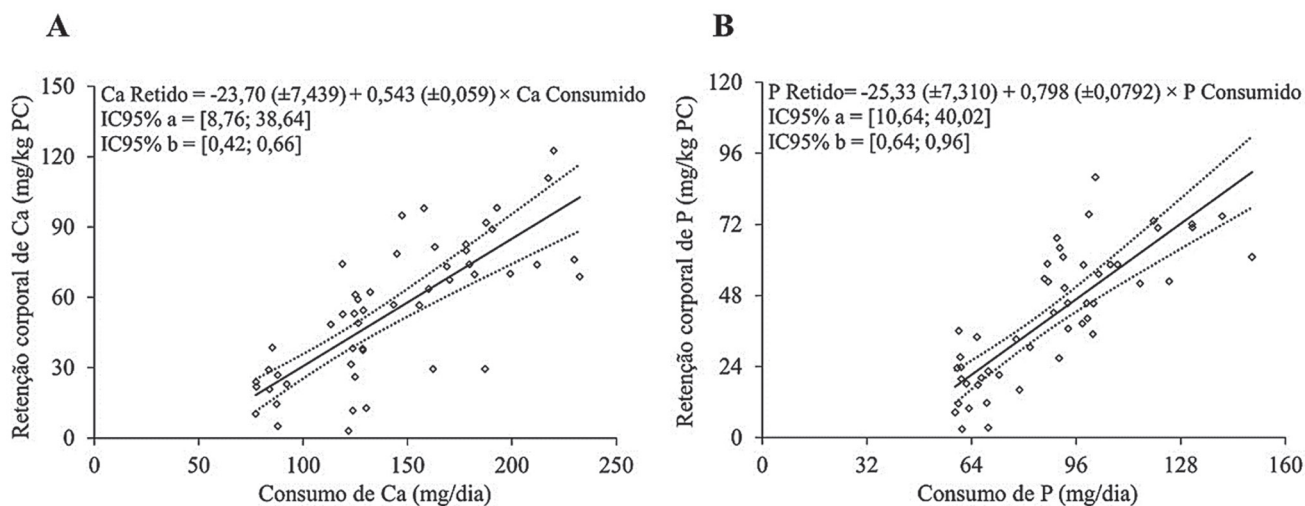 A
Retenção corporal de Ca (mg/kg PC)
150
120
90
60
30
0
Ca Retido = -23,70 (±7,439) + 0,543 (±0,059) × Ca Consumido
IC95% a = [8,76; 38,64]
IC95% b = [0,42; 0,66]
0 50 100 150 200 250
Consumo de Ca (mg/dia)
B
Retenção corporal de P (mg/kg PC)
120
96
72
48
24
0
P Retido= -25,33 (±7,310) + 0,798 (±0,0792) × P Consumido
IC95% a = [10,64; 40,02]
IC95% b = [0,64; 0,96]
0 32 64 96 128 160
Consumo de P (mg/dia)